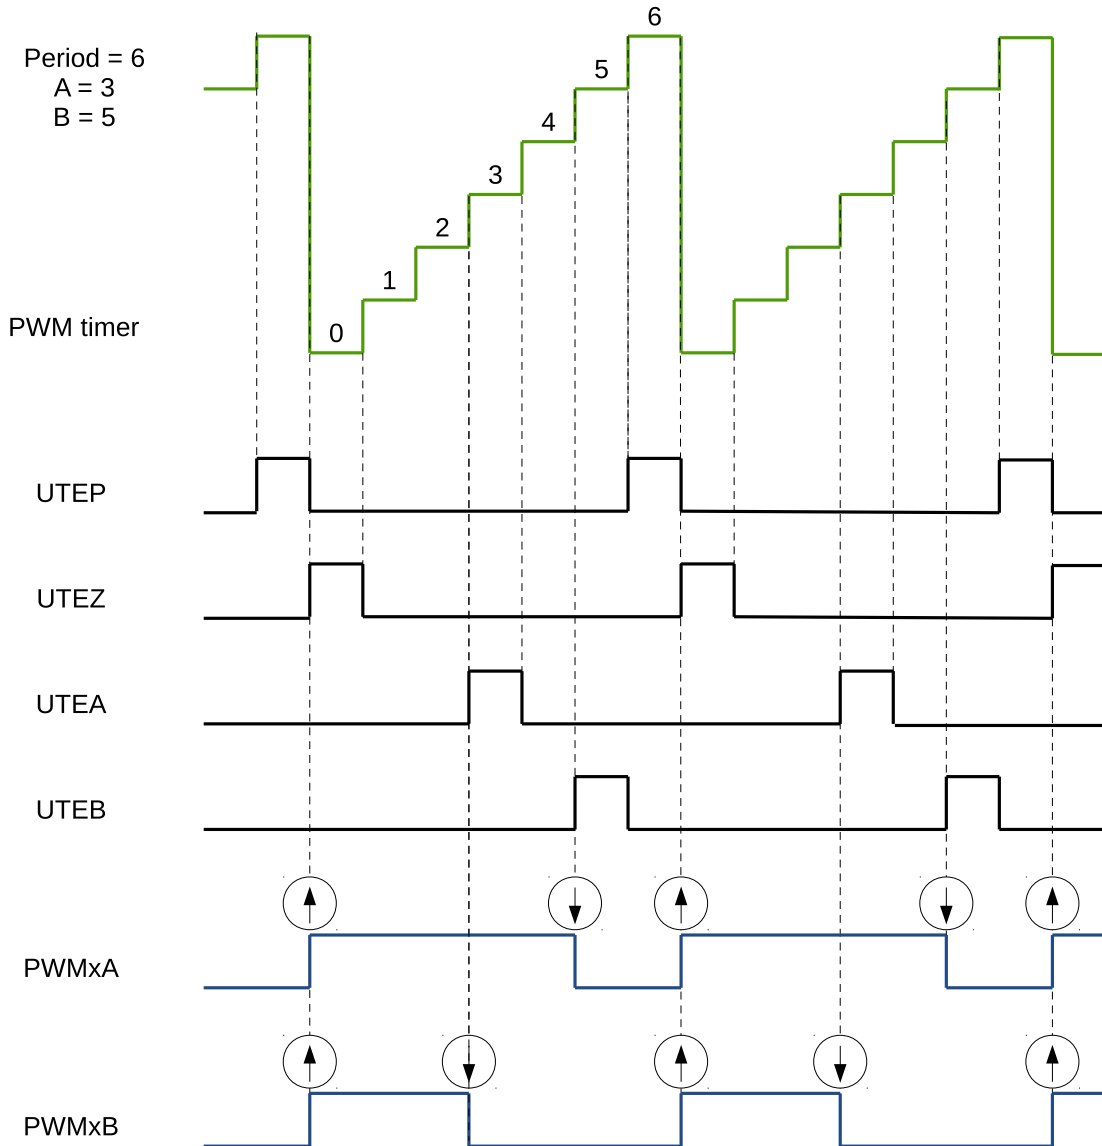 6
Period = 6
A = 3
B = 5
5
4
3
2
1
0
PWM timer
UTEP
UTEZ
UTEA
UTEB
PWMxA
PWMxB